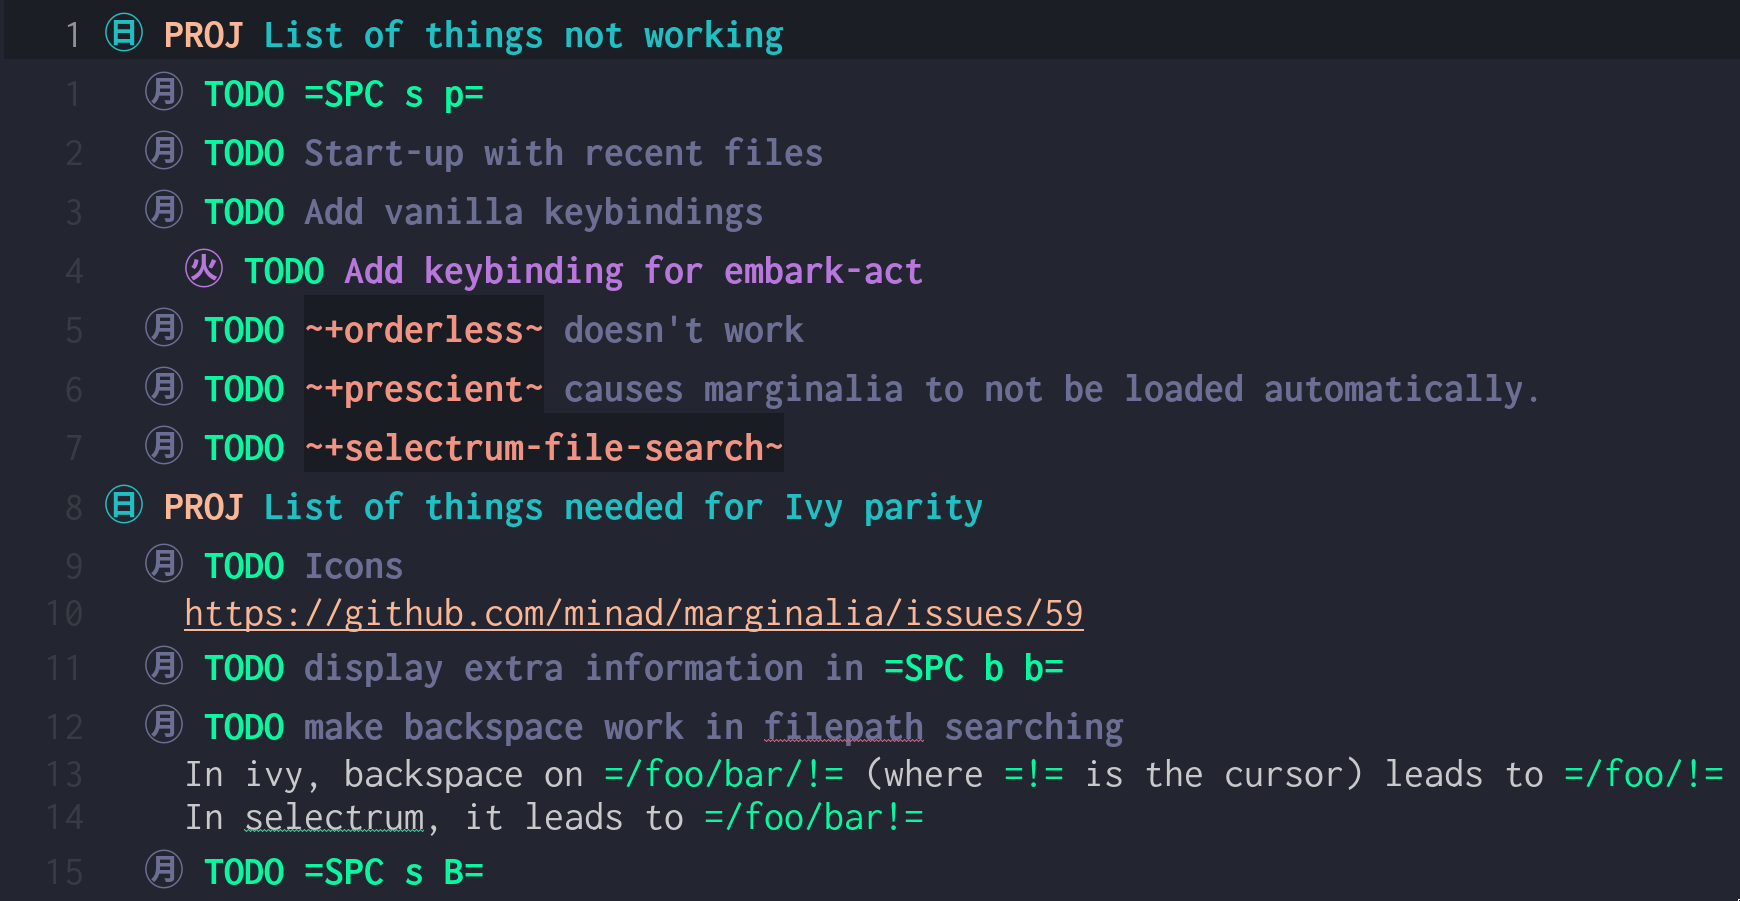 1 ㊐ PROJ List of things not working
1 ㊊ TODO =SPC s p=
2 ㊊ TODO Start-up with recent files
3 ㊊ TODO Add vanilla keybindings
4 ㊋ TODO Add keybinding for embark-act
5 ㊊ TODO ~+orderless~ doesn't work
6 ㊊ TODO ~+prescient~ causes marginalia to not be loaded automatically.
7 ㊊ TODO ~+selectrum-file-search~
8 ㊐ PROJ List of things needed for Ivy parity
9 ㊊ TODO Icons
10 https://github.com/minad/marginalia/issues/59
11 ㊊ TODO display extra information in =SPC b b=
12 ㊊ TODO make backspace work in filepath searching
13 In ivy, backspace on =/foo/bar/!= (where =!= is the cursor) leads to =/foo/!=
14 In selectrum, it leads to =/foo/bar!=
15 ㊊ TODO =SPC s B=